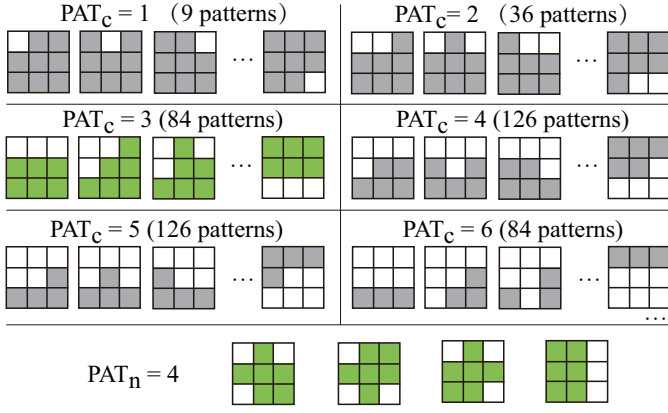 PATc = 1 (9 patterns)
PATc=2 (36 patterns)
...
...
PATc = 3 (84 patterns)
PATc = 4 (126 patterns)
...
...
PATc = 5 (126 patterns)
PATc = 6 (84 patterns)
...
...
...
PATn = 4